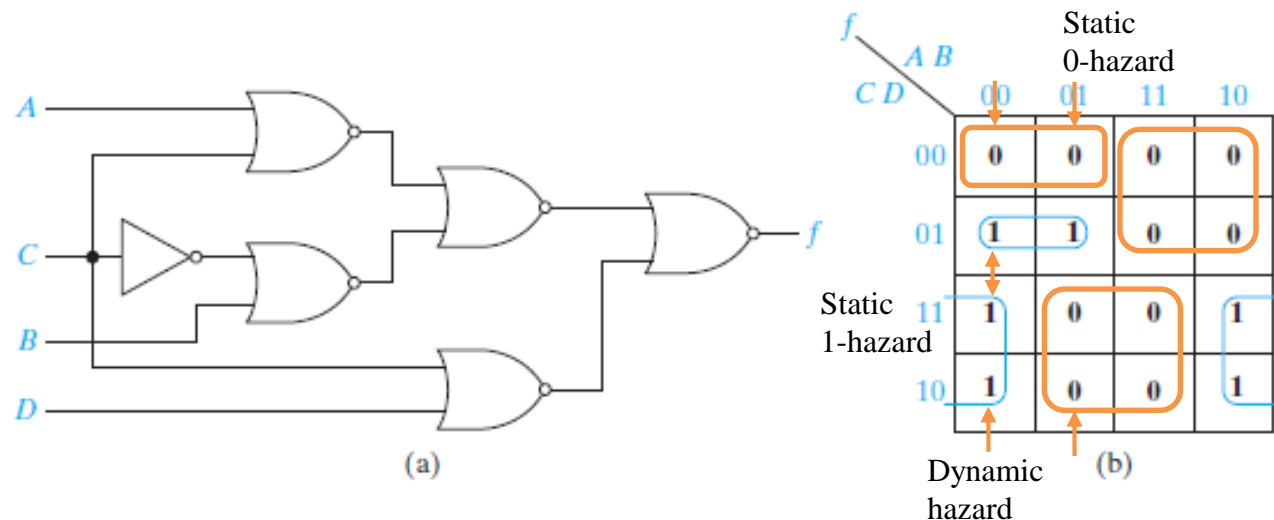 A
C
B
D
f
(a)
Static
0-hazard
f
A B
C D
00 01 11 10
00 0 0 0 0
01 1 1 0 0
11 1 0 0 1
10 1 0 0 1
Static
1-hazard
Dynamic
hazard
(b)